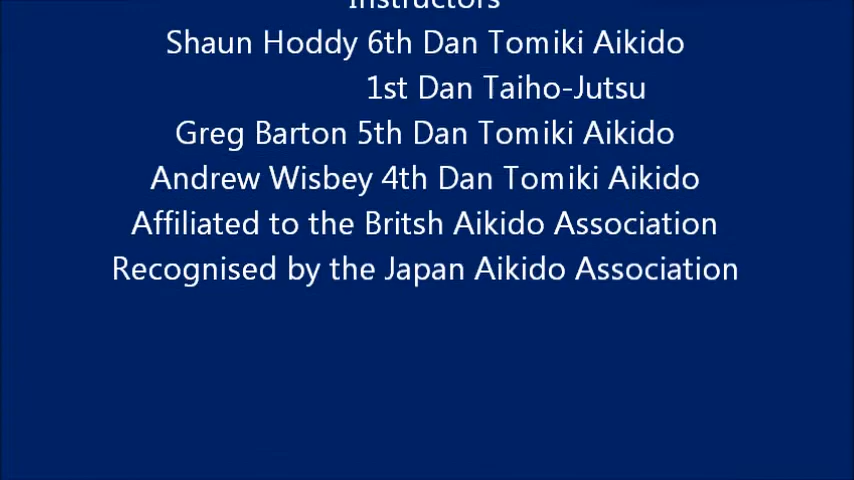 Instructors
Shaun Hoddy 6th Dan Tomiki Aikido
1st Dan Taiho-Jutsu
Greg Barton 5th Dan Tomiki Aikido
Andrew Wisbey 4th Dan Tomiki Aikido
Affiliated to the Britsh Aikido Association
Recognised by the Japan Aikido Association